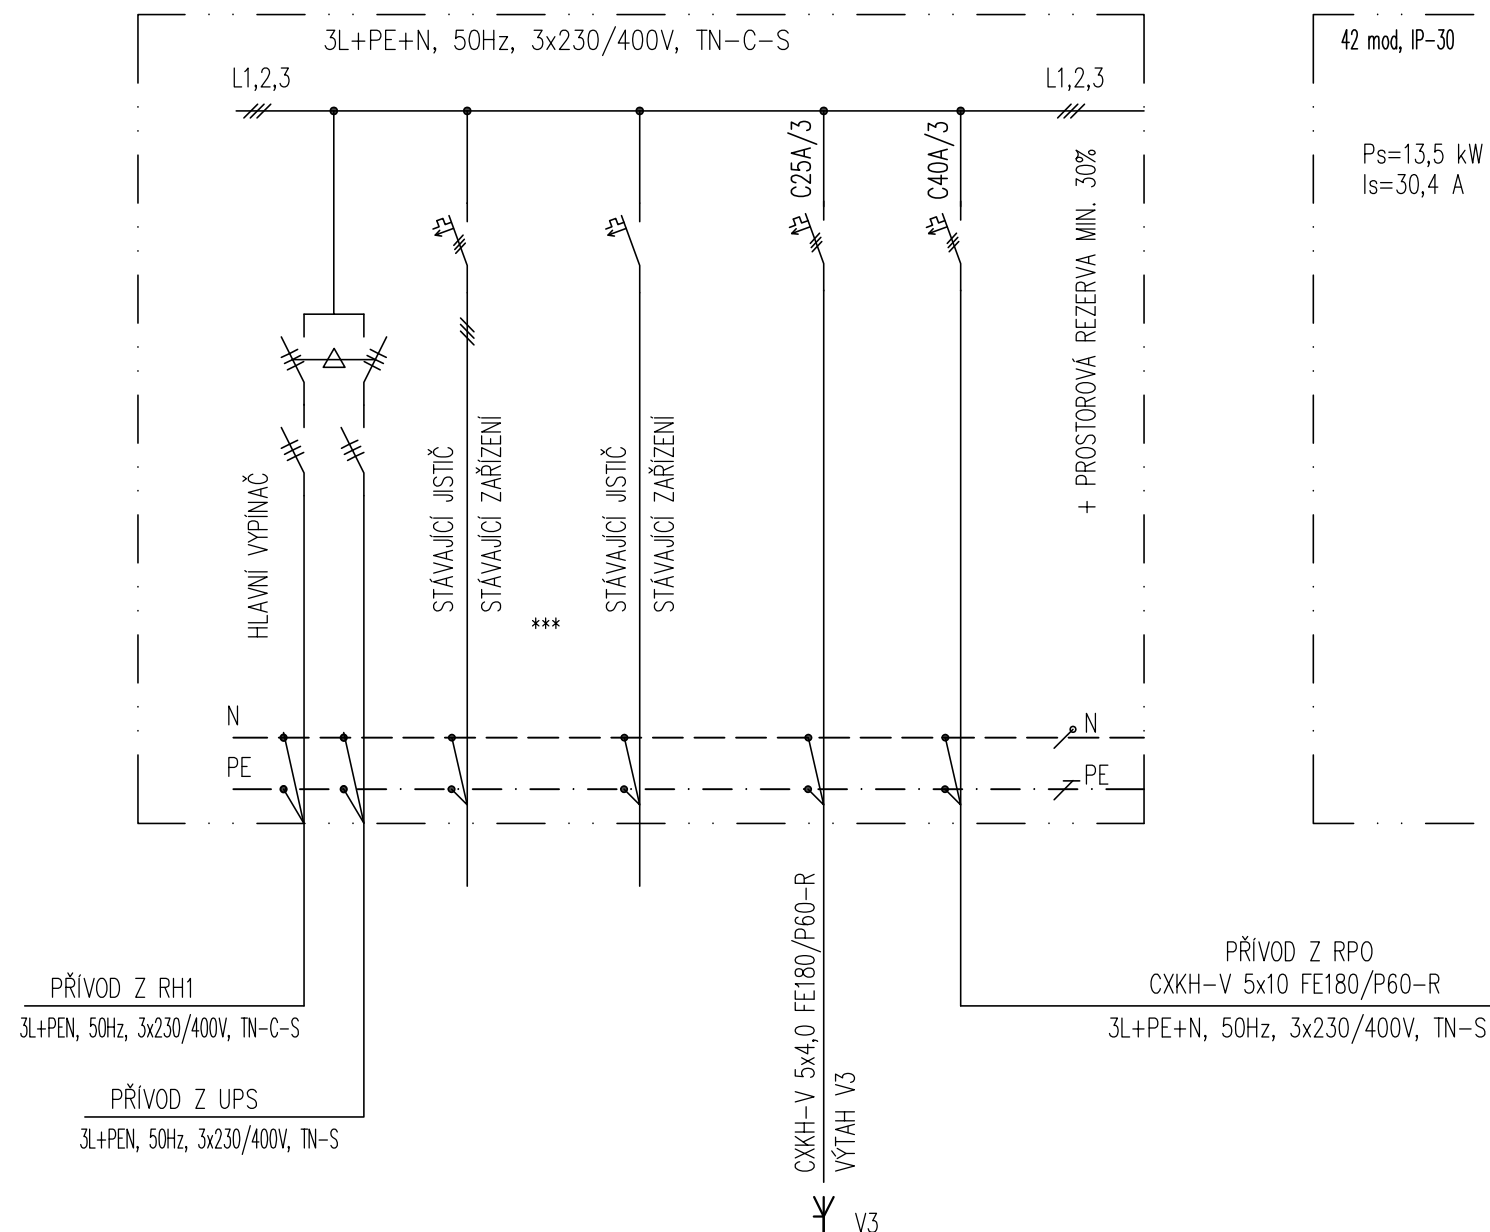 3L+PE+N, 50Hz, 3x230/400V, TN-C-S
42 mod, IP-30
L1,2,3
L1,2,3
C25A/3
C40A/3
+ PROSTOROVÁ REZERVA MIN. 30%
Ps=13,5 kW
Is=30,4 A
HLAVNÍ VYPÍNAČ
STÁVAJÍCÍ JISTIČ
STÁVAJÍCÍ ZAŘÍZENÍ
***
STÁVAJÍCÍ JISTIČ
STÁVAJÍCÍ ZAŘÍZENÍ
N
N
PE
PE
PŘÍVOD Z RH1
3L+PEN, 50Hz, 3x230/400V, TN-C-S
PŘÍVOD Z UPS
3L+PEN, 50Hz, 3x230/400V, TN-S
CXKH-V 5x4,0 FE180/P60-R
VÝTAH V3
V3
PŘÍVOD Z RPO
CXKH-V 5x10 FE180/P60-R
3L+PE+N, 50Hz, 3x230/400V, TN-S